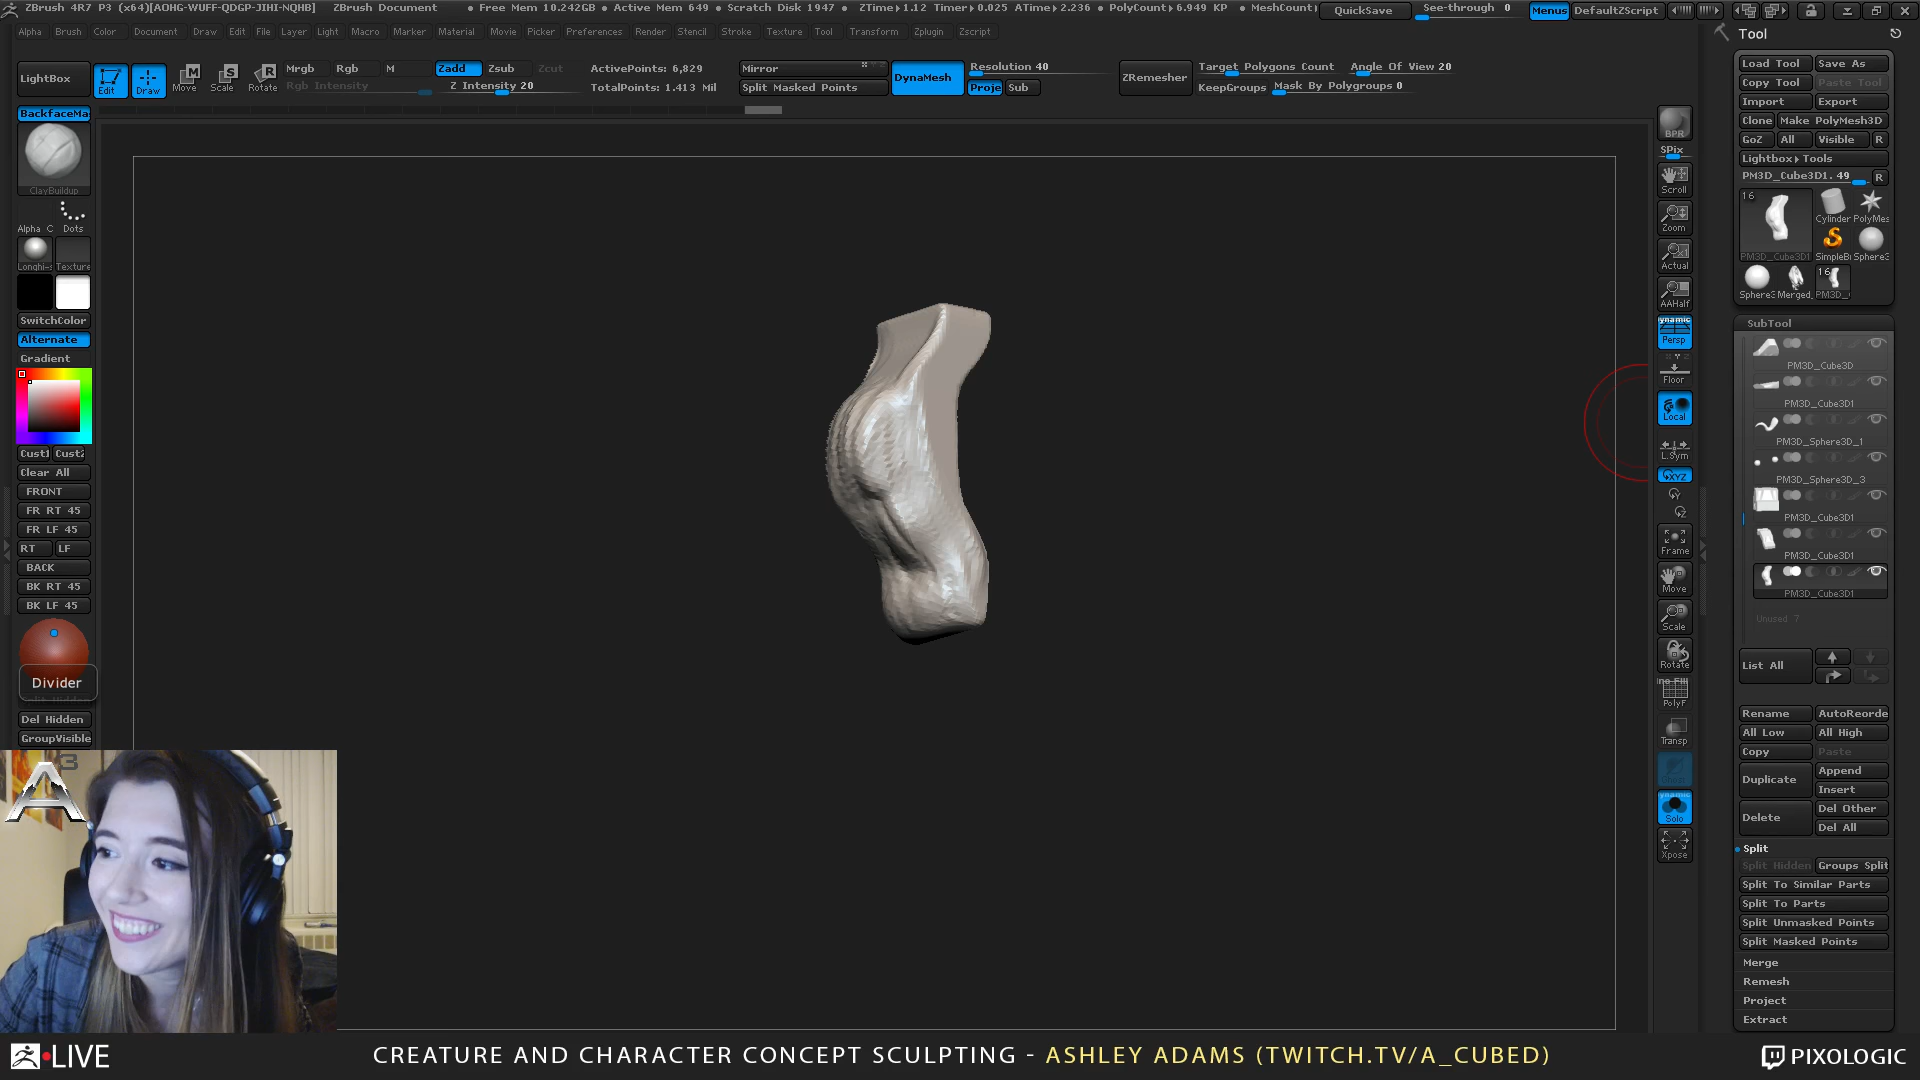 ZBrush 4R7 P3 (x64)[AOHG-WUFF-QDGP-JIHI-NQHB] ZBrush Document • Free Mem 10.242GB • Active Mem 649 • Scratch Disk 1947 • ZTime▸1.12 Timer▸0.025 ATime▸2.236 • PolyCount▸6.949 KP • MeshCount▸ QuickSave See-through 0 Menus DefaultZScript
Alpha Brush Color Document Draw Edit File Layer Light Macro Marker Material Movie Picker Preferences Render Stencil Stroke Texture Tool Transform Zplugin Zscript
LightBox Edit Draw Move Scale Rotate
Mrgb Rgb M Zadd Zsub Zcut
Rgb Intensity Z Intensity 20
ActivePoints: 6,829
TotalPoints: 1.413 Mil
Mirror
Split Masked Points
DynaMesh
Resolution 40
Proje Sub
ZRemesher
Target Polygons Count Angle Of View 20
KeepGroups Mask By Polygroups 0
BackfaceMa
ClayBuildup
Alpha C Dots
Texture
SwitchColor
Alternate
Gradient
Cust1 Cust2
Clear All
FRONT
FR RT 45
FR LF 45
RT LF
BACK
BK RT 45
BK LF 45
Divider
Del Hidden
GroupVisible
A 3
BPR
SPix
Scroll
Zoom
Actual
AAHalf
ynamic
Persp
Floor
Local
L.Sym
XYZ
Frame
Move
Scale
Rotate
PolyF
Transp
Solo
Xpose
Tool
Load Tool Save As
Copy Tool Paste Tool
Import Export
Clone Make PolyMesh3D
GoZ All Visible R
Lightbox▸Tools
PM3D_Cube3D1. 49 R
16
Cylinder PolyMes
PM3D_Cube3D1 SimpleB Sphere3
16
Sphere3 Merged_ PM3D_
SubTool
PM3D_Cube3D
PM3D_Cube3D1
PM3D_Sphere3D_1
PM3D_Sphere3D_3
PM3D_Cube3D1
PM3D_Cube3D1
PM3D_Cube3D1
Unused 7
List All
Rename AutoReorde
All Low All High
Copy Paste
Duplicate Append
Insert
Delete Del Other
Del All
Split
Split Hidden Groups Split
Split To Similar Parts
Split To Parts
Split Unmasked Points
Split Masked Points
Merge
Remesh
Project
Extract
LIVE
CREATURE AND CHARACTER CONCEPT SCULPTING - ASHLEY ADAMS (TWITCH.TV/A_CUBED)
PIXOLOGIC